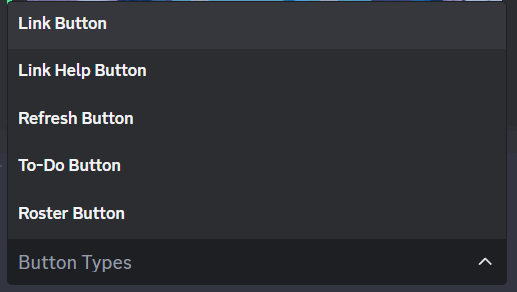 Link Button
Link Help Button
Refresh Button
To-Do Button
Roster Button
Button Types